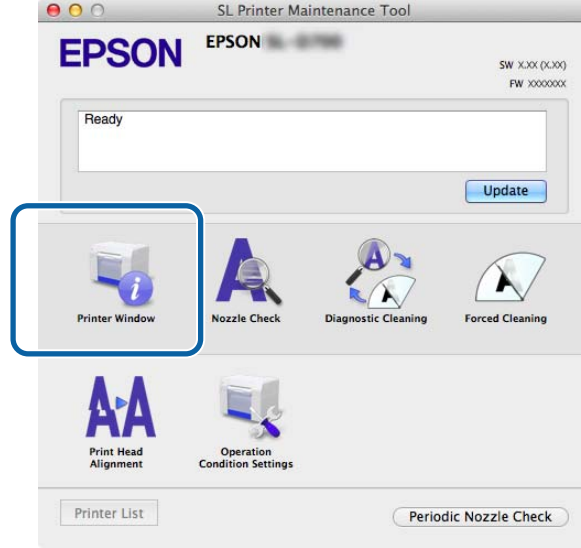 SL Printer Maintenance Tool
EPSON
EPSON
SW X.XX (X.XX)
FW XXXXXXX
Ready
Update
Printer Window
Nozzle Check
Diagnostic Cleaning
Forced Cleaning
Print Head
Alignment
Operation
Condition Settings
Printer List
Periodic Nozzle Check